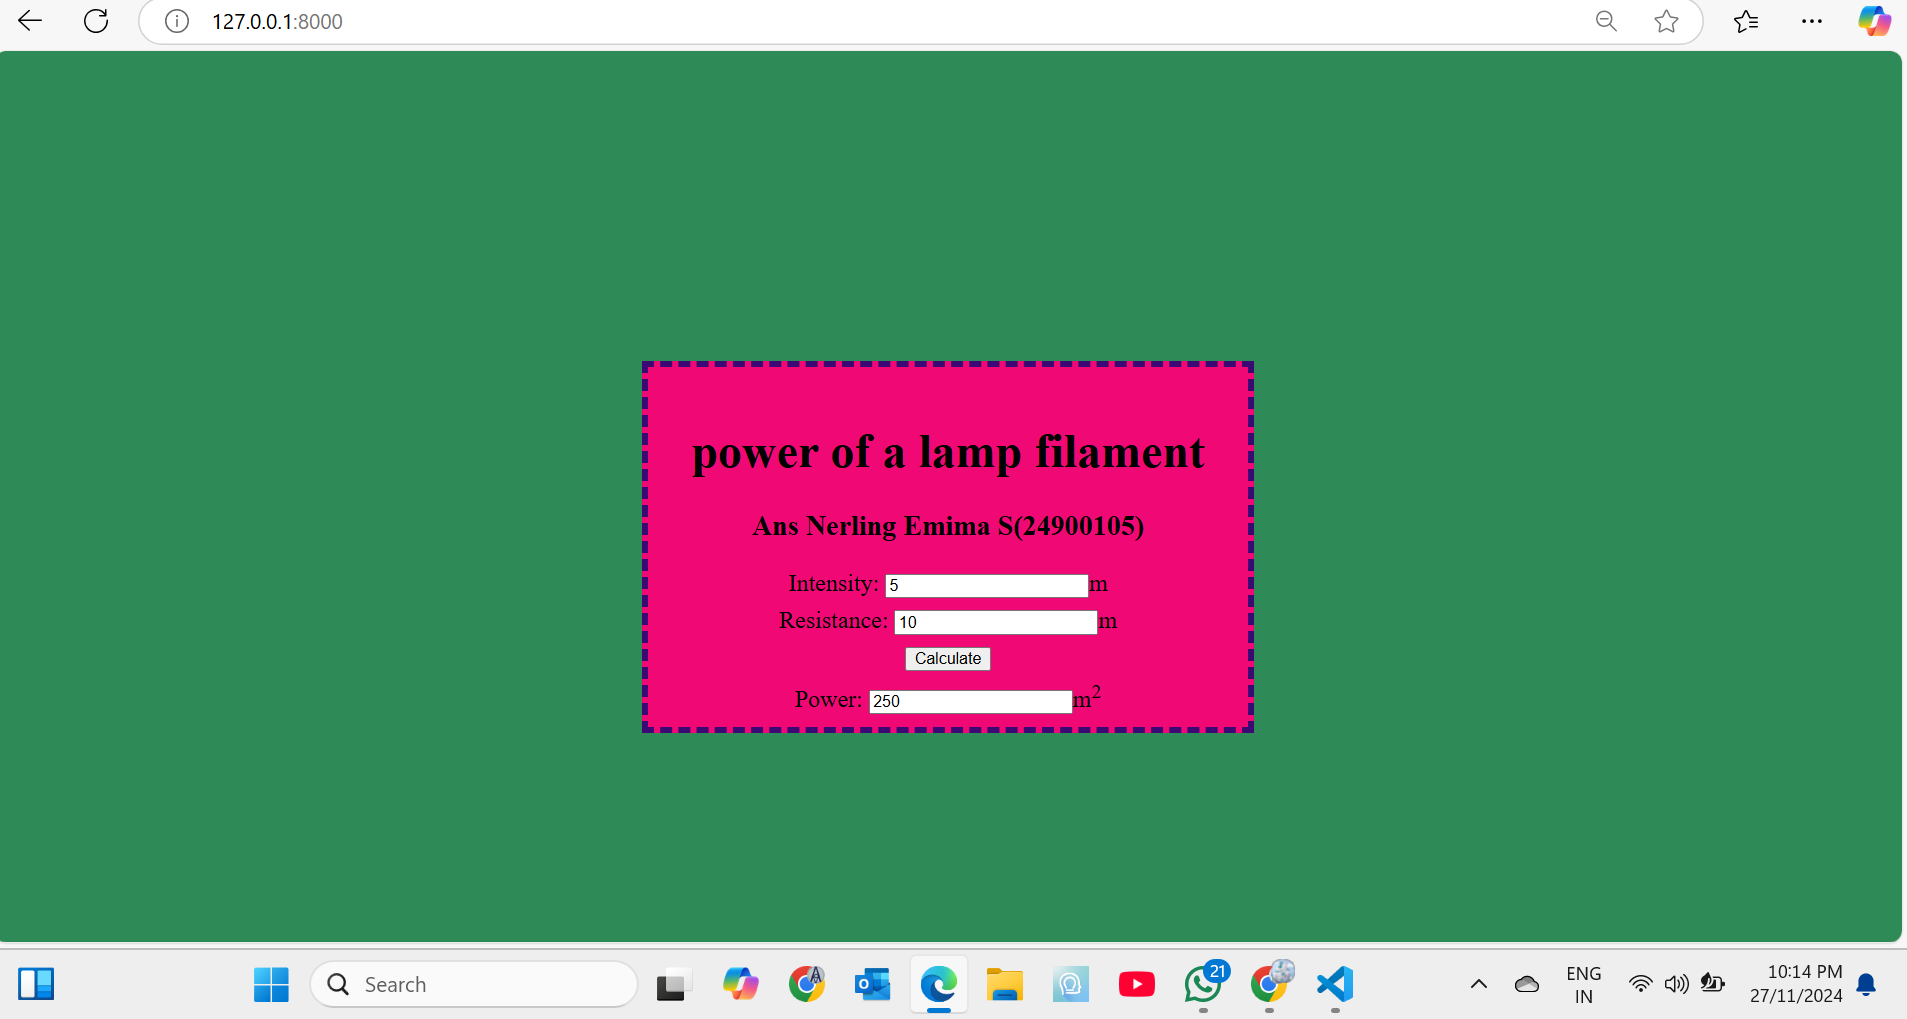 127.0.0.1:8000
power of a lamp filament
Ans Nerling Emima S(24900105)
Intensity: 5 m
Resistance: 10 m
Calculate
Power: 250 m²
Search
21
ENG
IN
10:14 PM
27/11/2024